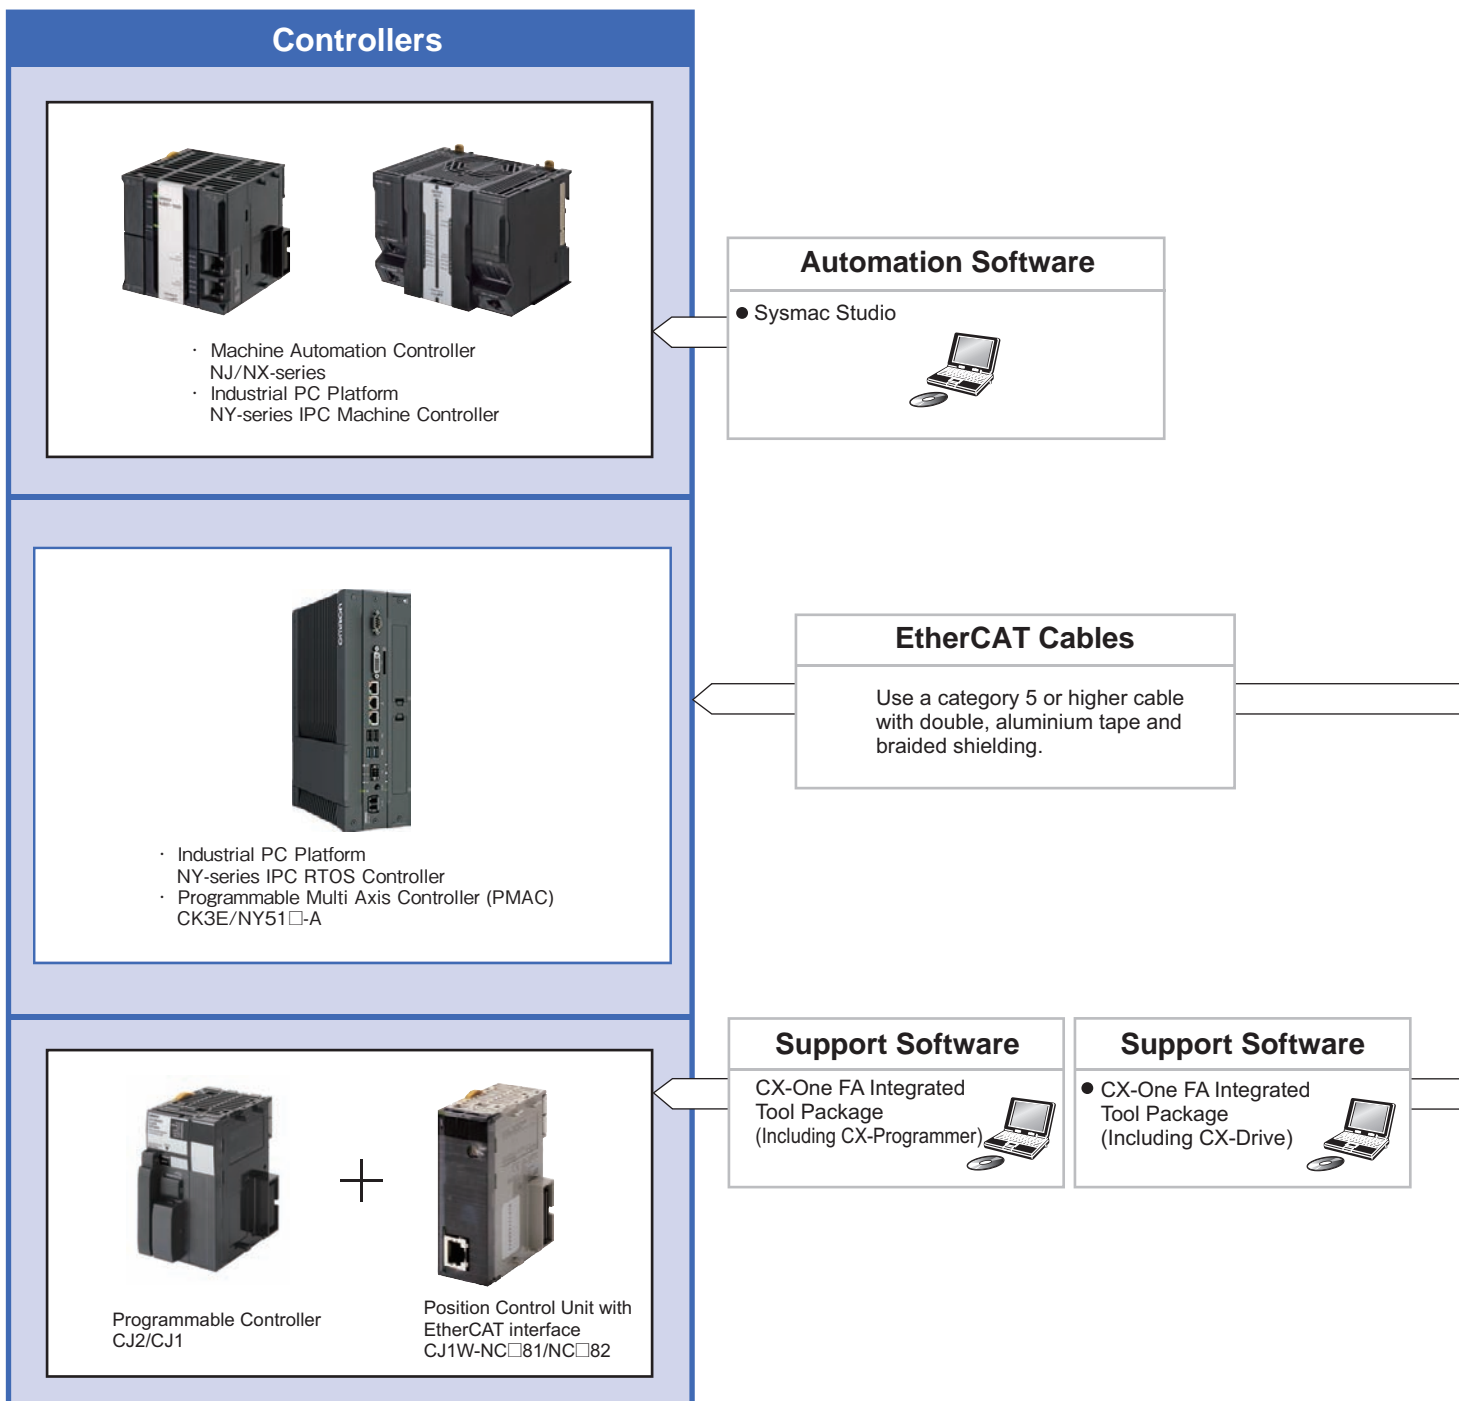 Controllers
· Machine Automation Controller
NJ/NX-series
· Industrial PC Platform
NY-series IPC Machine Controller
Automation Software
● Sysmac Studio
· Industrial PC Platform
NY-series IPC RTOS Controller
· Programmable Multi Axis Controller (PMAC)
CK3E/NY51□-A
EtherCAT Cables
Use a category 5 or higher cable
with double, aluminium tape and
braided shielding.
Programmable Controller
CJ2/CJ1
Position Control Unit with
EtherCAT interface
CJ1W-NC□81/NC□82
Support Software
CX-One FA Integrated
Tool Package
(Including CX-Programmer)
Support Software
● CX-One FA Integrated
Tool Package
(Including CX-Drive)